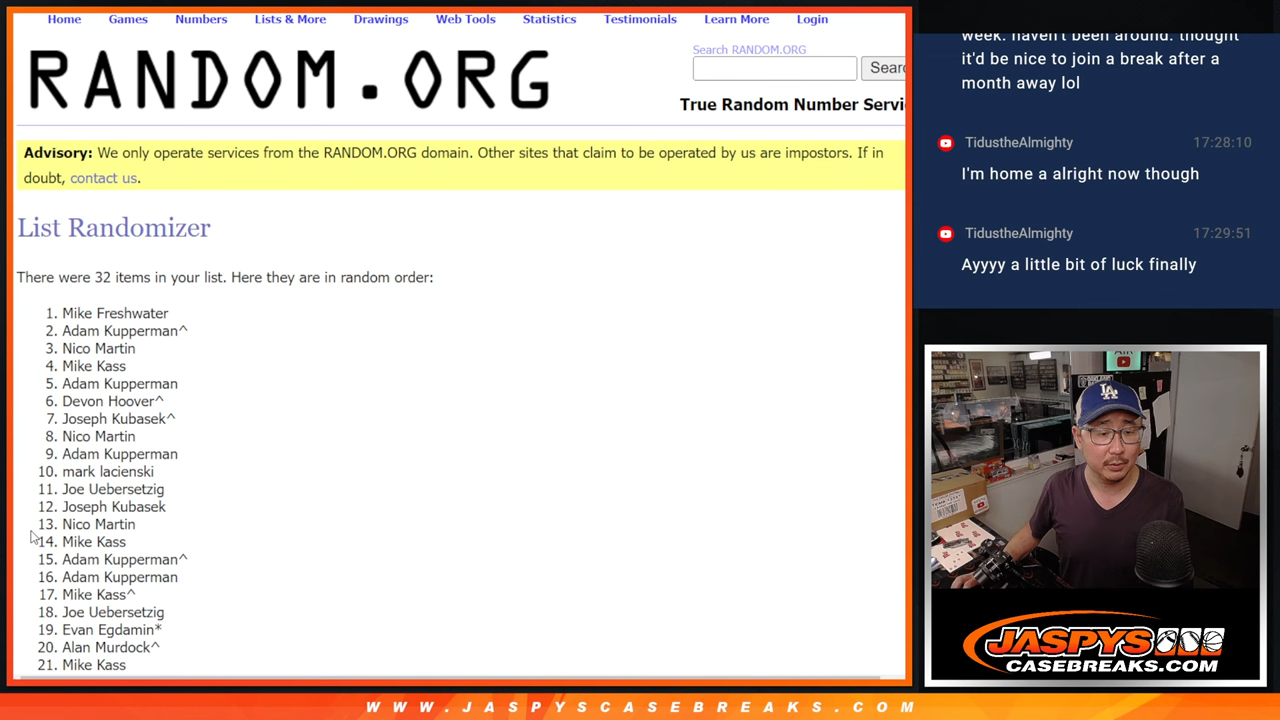 Home Games Numbers Lists & More Drawings Web Tools Statistics Testimonials Learn More Login
RANDOM.ORG
Search RANDOM.ORG
True Random Number
Advisory: We only operate services from the RANDOM.ORG domain. Other sites that claim to be operated by us are impostors. If in
doubt, contact us.
List Randomizer
There were 32 items in your list. Here they are in random order:
1. Mike Freshwater
2. Adam Kupperman^
3. Nico Martin
4. Mike Kass
5. Adam Kupperman
6. Devon Hoover^
7. Joseph Kubasek^
8. Nico Martin
9. Adam Kupperman
10. mark lacienski
11. Joe Uebersetzig
12. Joseph Kubasek
13. Nico Martin
14. Mike Kass
15. Adam Kupperman^
16. Adam Kupperman
17. Mike Kass^
18. Joe Uebersetzig
19. Evan Egdamin*
20. Alan Murdock^
21. Mike Kass
week. haven't been around. thought
it'd be nice to join a break after a
month away lol
TidustheAlmighty 17:28:10
I'm home a alright now though
TidustheAlmighty 17:29:51
Ayyyy a little bit of luck finally
JASPYS
CASEBREAKS.COM
WWW.JASPYSCASEBREAKS.COM